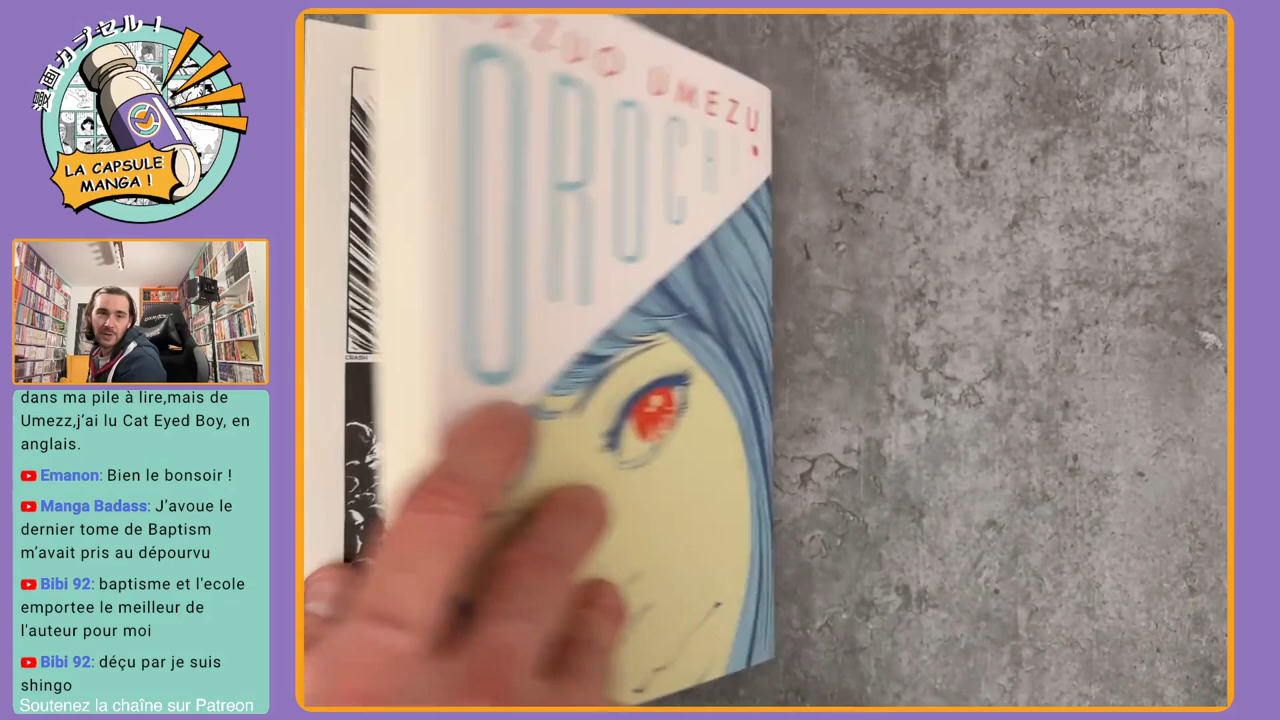 漫画カプセル!
LA CAPSULE
MANGA !
dans ma pile à lire,mais de
Umezz,j'ai lu Cat Eyed Boy, en
anglais.
Emanon: Bien le bonsoir !
Manga Badass: J'avoue le
dernier tome de Baptism
m'avait pris au dépourvu
Bibi 92: baptisme et l'ecole
emportee le meilleur de
l'auteur pour moi
Bibi 92: déçu par je suis
shingo
Soutenez la chaîne sur Patreon
UMEZU
OROCHI
CRASH